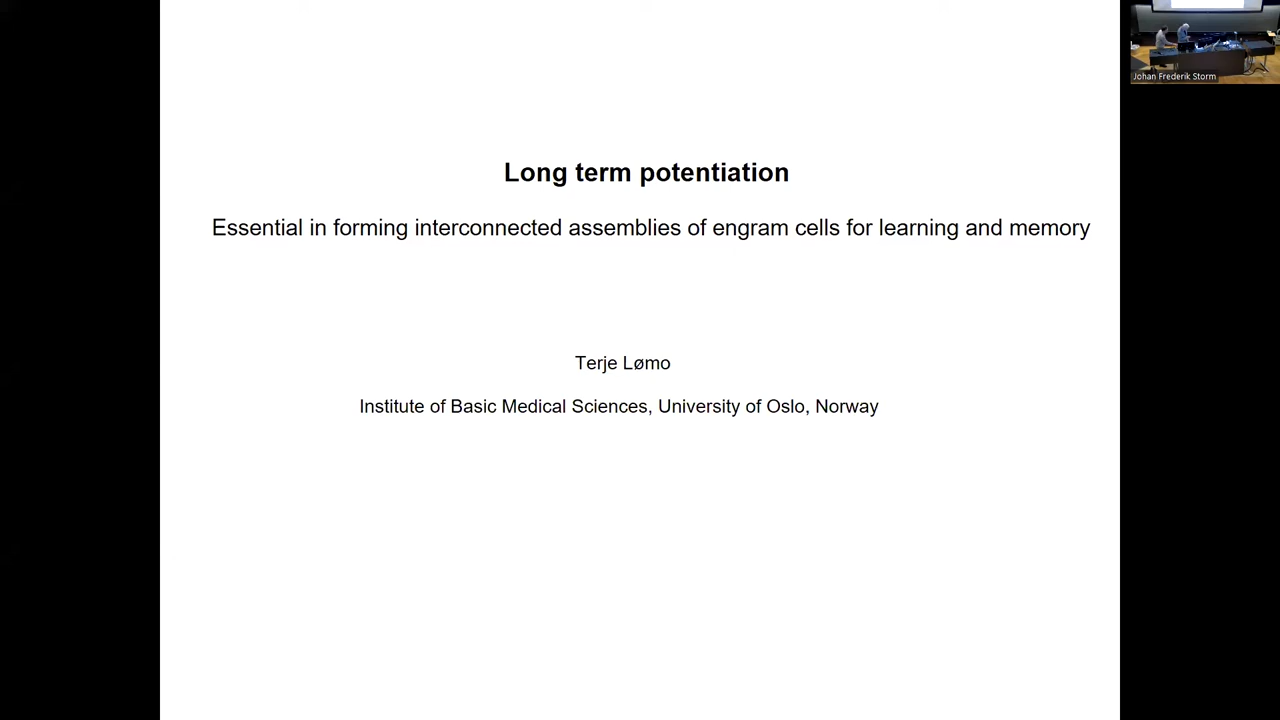 Long term potentiation
Essential in forming interconnected assemblies of engram cells for learning and memory
Terje Lømo
Institute of Basic Medical Sciences, University of Oslo, Norway
Johan Frederik Storm